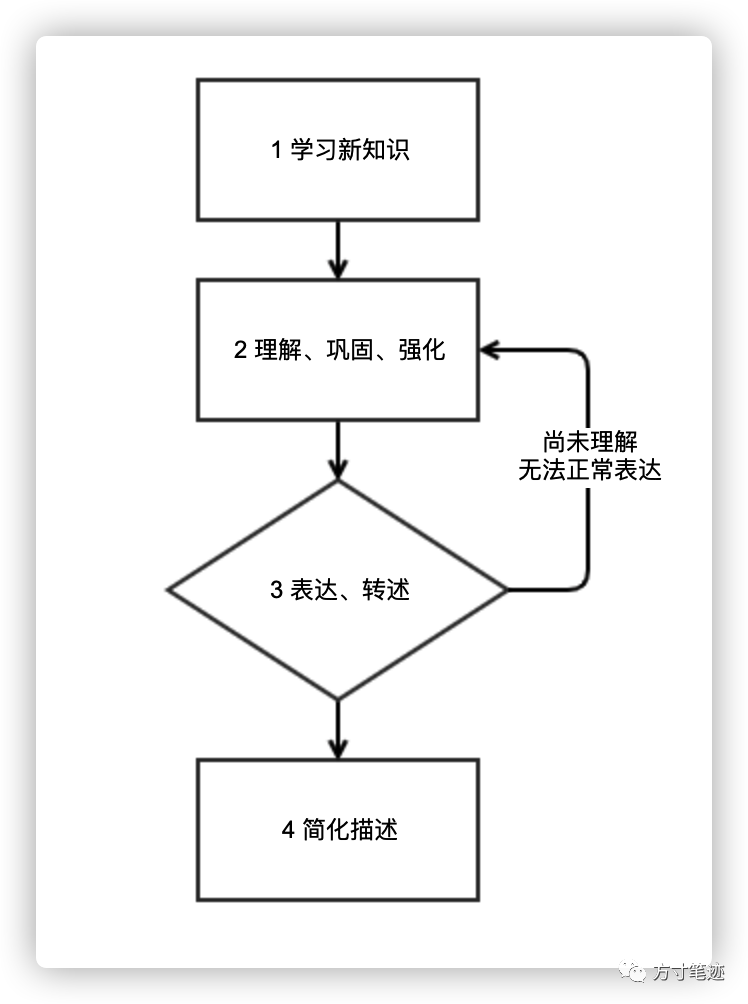 1 学习新知识
2 理解、巩固、强化
尚未理解
无法正常表达
3 表达、转述
4 简化描述
方寸笔迹